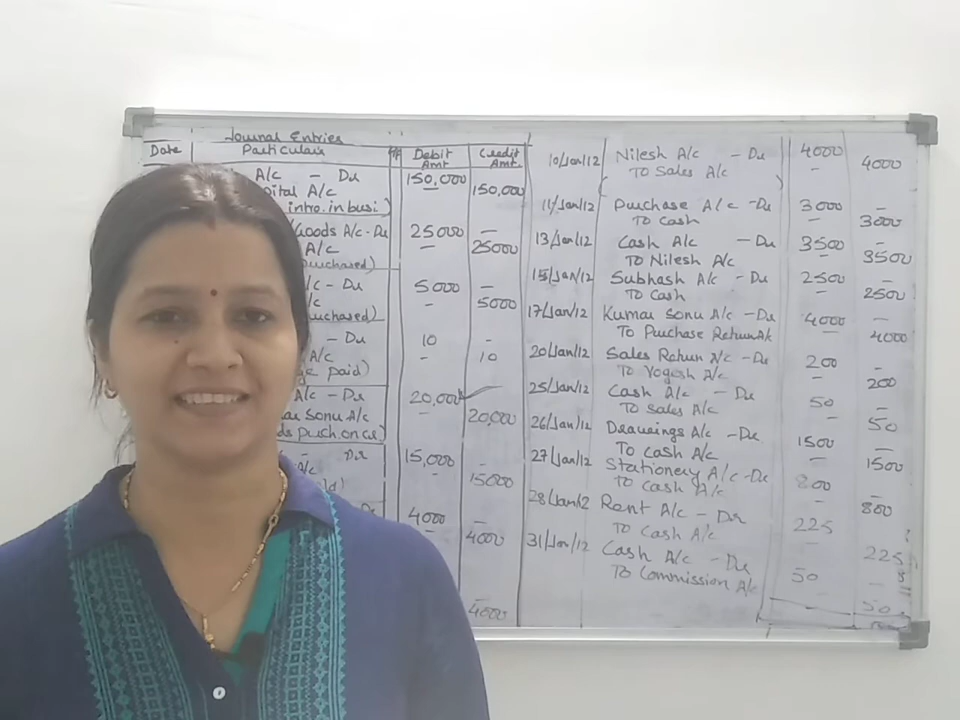 Journal Entries
Date Particulars Debit Amt Credit Amt.
A/c - Dr 150,000
pital A/c 150,000
intro. in busi)
Goods A/c - Dr 25000 -
A/c - 25000
purchased)
/c - Dr 5000 -
/c - 5000
purchased)
- Dr 10 -
A/c - 10
paid)
A/c - Dr 20,000
mar Sonu A/c - 20,000
ds purch. on cr)
- Dr 15,000 -
A/c - 15000
Dr 4000 -
- 4000
4000
10/Jan/12 Nilesh A/c - Dr 4000
To Sales A/c - 4000
11/Jan/12 Purchase A/c - Dr 3000 -
To Cash - 3000
13/Jan/12 Cash A/c - Dr 3500 -
To Nilesh A/c - 3500
15/Jan/12 Subhash A/c - Dr 2500 -
To Cash - 2500
17/Jan/12 Kumar Sonu A/c - Dr 4000 -
To Purchase Return A/c - 4000
20/Jan/12 Sales Return A/c - Dr 200
To Yogesh A/c - 200
25/Jan/12 Cash A/c - Dr 50 -
To Sales A/c - 50
26/Jan/12 Drawings A/c - Dr 1500
To Cash A/c - 1500
27/Jan/12 Stationery A/c - Dr 800 -
To Cash A/c 800
28/Jan/12 Rent A/c - Dr 225
To Cash A/c - 225
31/Jan/12 Cash A/c - Dr 50 -
To Commission A/c 50